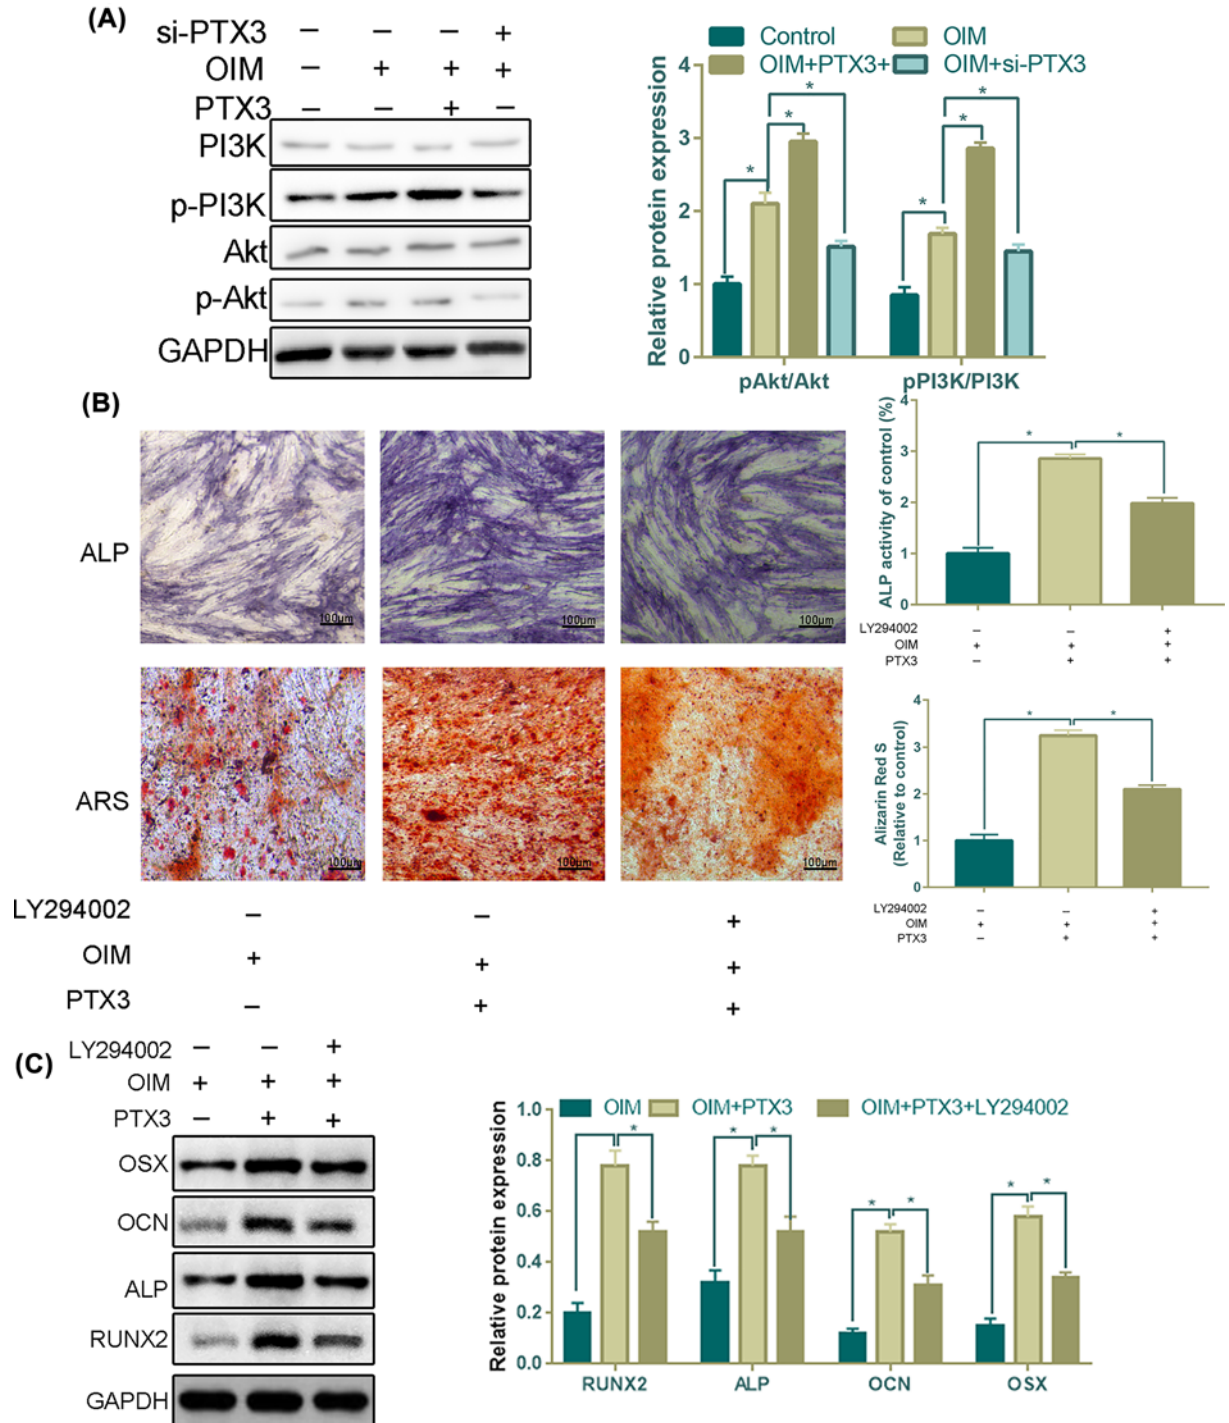 (A)
si-PTX3 – – – +
OIM – + + +
PTX3 – – + –
PI3K
p-PI3K
Akt
p-Akt
GAPDH
Control OIM
OIM+PTX3+ OIM+si-PTX3
Relative protein expression
4
3
2
1
0
* * * * * *
pAkt/Akt pPI3K/PI3K
(B)
ALP
100μm 100μm 100μm
ALP activity of control (%)
4
3
2
1
0
* *
LY294002 – – +
OIM + + +
PTX3 – + +
ARS
100μm 100μm 100μm
Alizarin Red S
(Relative to control)
4
3
2
1
0
* *
LY294002 – – +
OIM + + +
PTX3 – + +
LY294002 – – +
OIM + + +
PTX3 – + +
(C)
LY294002 – – +
OIM + + +
PTX3 – + +
OSX
OCN
ALP
RUNX2
GAPDH
OIM OIM+PTX3 OIM+PTX3+LY294002
Relative protein expression
1.0
0.8
0.6
0.4
0.2
0.0
* * * * * * *
RUNX2 ALP OCN OSX